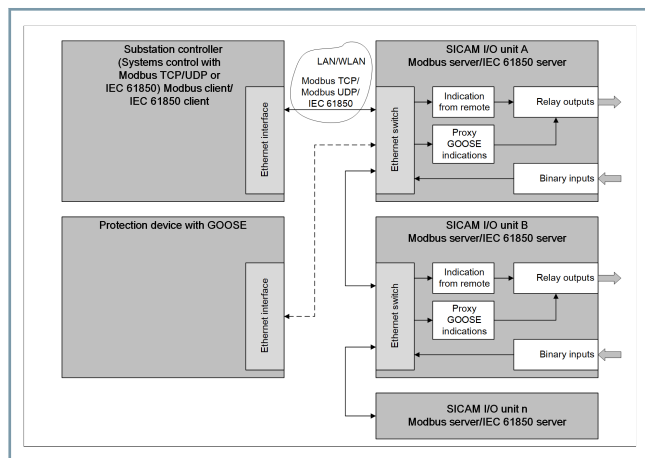 Substation controller
(Systems control with
Modbus TCP/UDP or
IEC 61850) Modbus client/
IEC 61850 client
Ethernet interface
LAN/WLAN
Modbus TCP/
Modbus UDP/
IEC 61850
SICAM I/O unit A
Modbus server/IEC 61850 server
Ethernet switch
Indication
from remote
Relay outputs
Proxy
GOOSE
indications
Binary inputs
Protection device with GOOSE
Ethernet interface
SICAM I/O unit B
Modbus server/IEC 61850 server
Ethernet switch
Indication
from remote
Relay outputs
Proxy
GOOSE
indications
Binary inputs
SICAM I/O unit n
Modbus server/IEC 61850 server